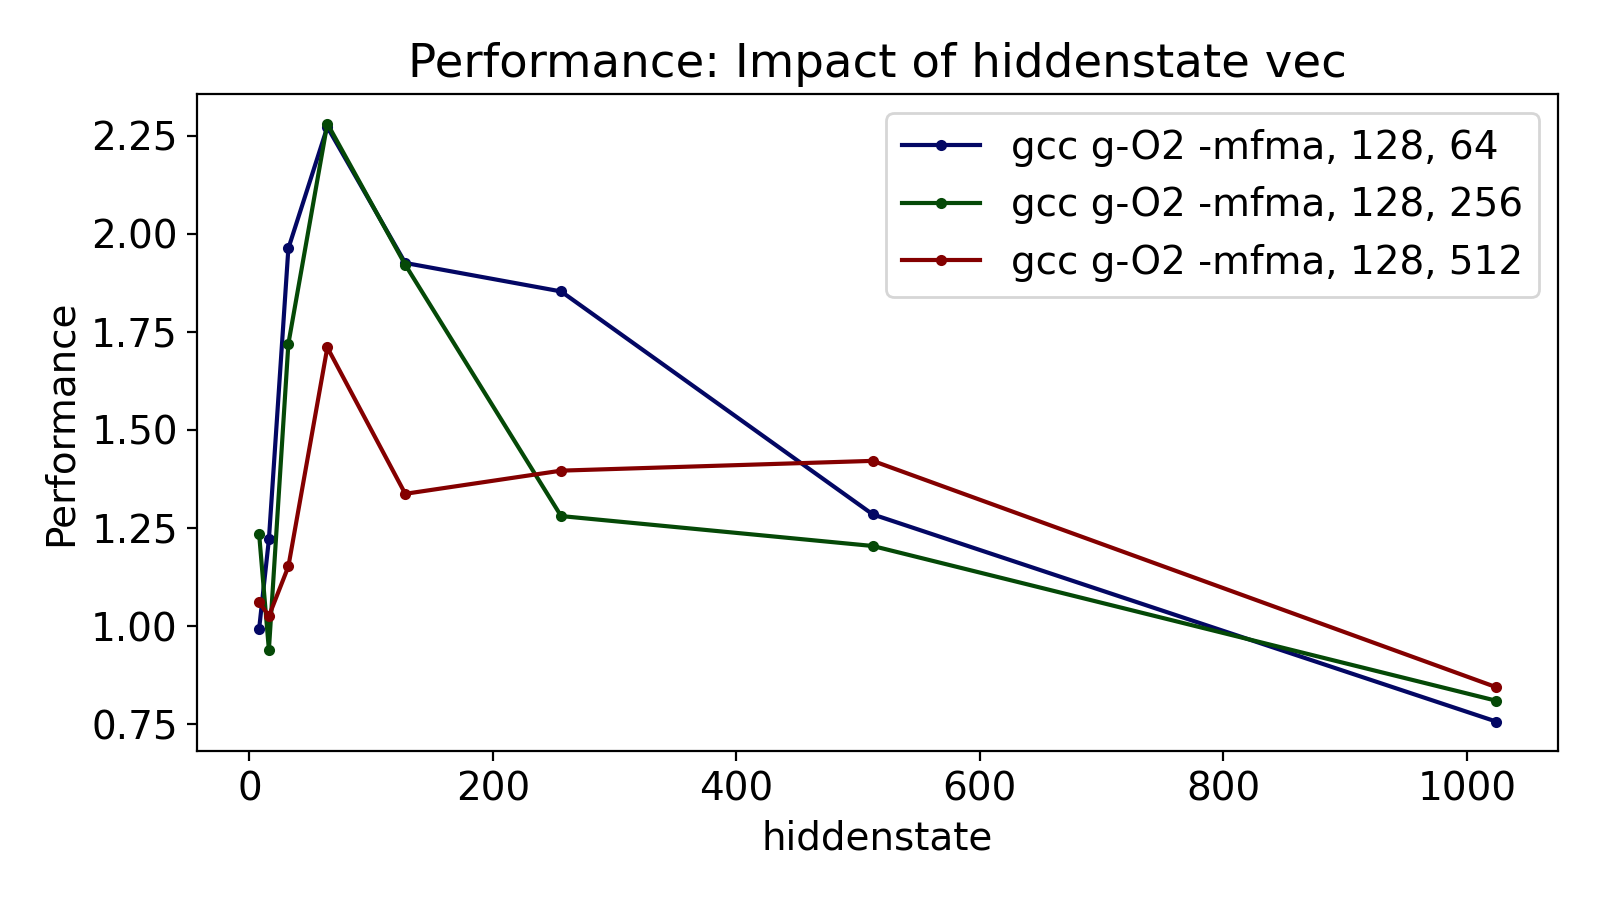 Performance: Impact of hiddenstate vec
gcc g-O2 -mfma, 128, 64
gcc g-O2 -mfma, 128, 256
gcc g-O2 -mfma, 128, 512
Performance
2.25
2.00
1.75
1.50
1.25
1.00
0.75
0 200 400 600 800 1000
hiddenstate